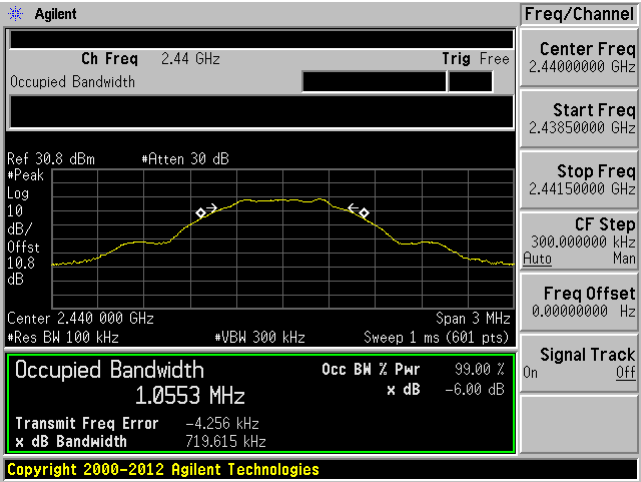 Agilent
Freq/Channel
Ch Freq 2.44 GHz Trig Free
Occupied Bandwidth
Center Freq
2.44000000 GHz
Start Freq
2.43850000 GHz
Stop Freq
2.44150000 GHz
CF Step
300.000000 kHz
Auto Man
Freq Offset
0.00000000 Hz
Signal Track
On Off
Ref 30.8 dBm #Atten 30 dB
#Peak
Log
10
dB/
Offst
10.8
dB
Center 2.440 000 GHz Span 3 MHz
#Res BW 100 kHz #VBW 300 kHz Sweep 1 ms (601 pts)
Occupied Bandwidth Occ BW % Pwr 99.00 %
1.0553 MHz x dB -6.00 dB
Transmit Freq Error -4.256 kHz
x dB Bandwidth 719.615 kHz
Copyright 2000-2012 Agilent Technologies